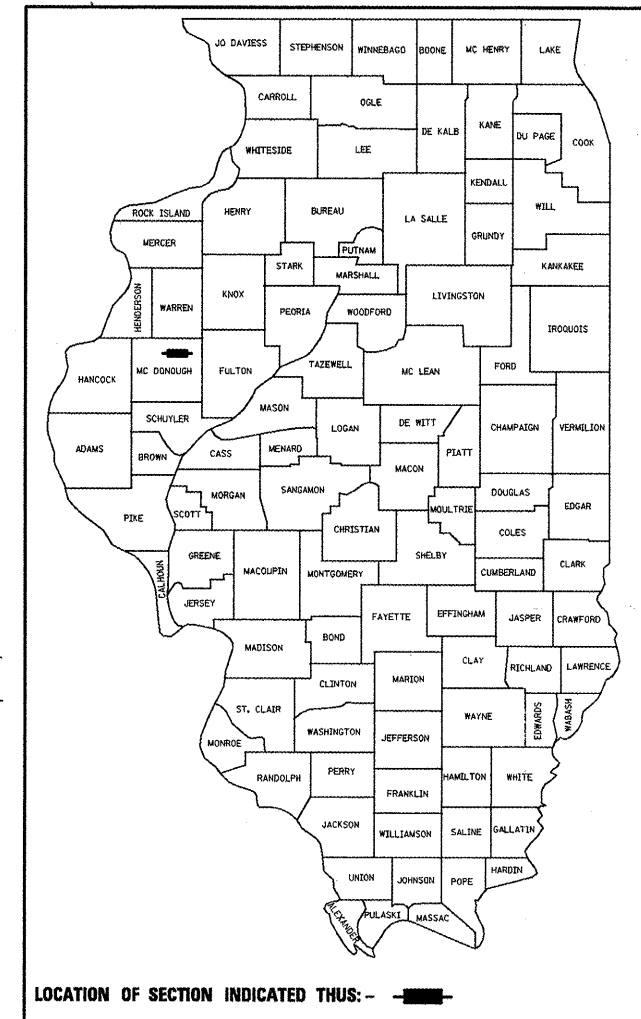 JO DAVIESS
STEPHENSON
WINNEBAGO
BOONE
MC HENRY
LAKE
CARROLL
OGLE
DE KALB
KANE
DU PAGE
COOK
WHITESIDE
LEE
KENDALL
WILL
ROCK ISLAND
HENRY
BUREAU
LA SALLE
GRUNDY
MERCER
PUTNAM
STARK
MARSHALL
KANKAKEE
HENDERSON
WARREN
KNOX
PEORIA
WOODFORD
LIVINGSTON
IROQUOIS
HANCOCK
MC DONOUGH
FULTON
TAZEWELL
MC LEAN
FORD
MASON
SCHUYLER
LOGAN
DE WITT
CHAMPAIGN
VERMILION
ADAMS
BROWN
CASS
MENARD
PIATT
MACON
PIKE
SCOTT
MORGAN
SANGAMON
MOULTRIE
DOUGLAS
EDGAR
CHRISTIAN
COLES
CALHOUN
GREENE
MACOUPIN
MONTGOMERY
SHELBY
CUMBERLAND
CLARK
JERSEY
FAYETTE
EFFINGHAM
JASPER
CRAWFORD
MADISON
BOND
CLAY
RICHLAND
LAWRENCE
CLINTON
MARION
ST. CLAIR
WAYNE
EDWARDS
WABASH
MONROE
WASHINGTON
JEFFERSON
RANDOLPH
PERRY
HAMILTON
WHITE
FRANKLIN
JACKSON
WILLIAMSON
SALINE
GALLATIN
UNION
JOHNSON
POPE
HARDIN
ALEXANDER
PULASKI
MASSAC
LOCATION OF SECTION INDICATED THUS: -